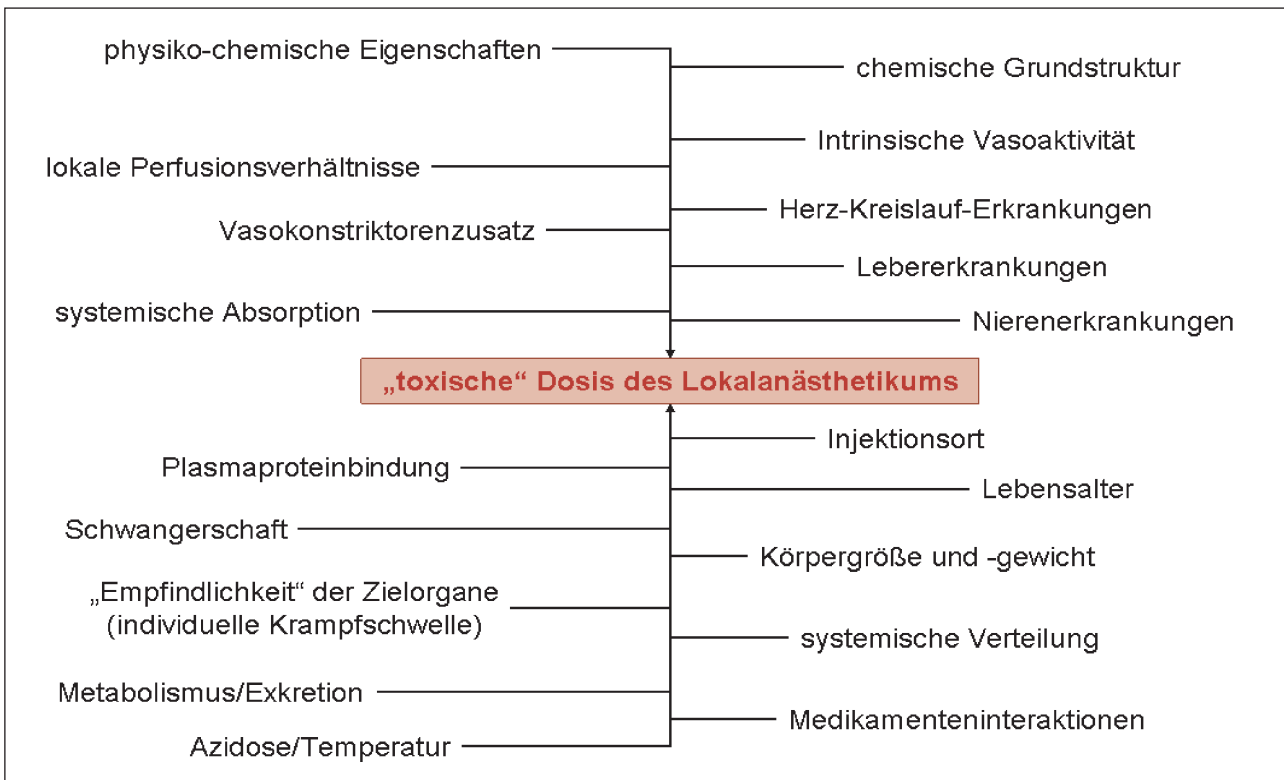 physiko-chemische Eigenschaften
chemische Grundstruktur
Intrinsische Vasoaktivität
lokale Perfusionsverhältnisse
Herz-Kreislauf-Erkrankungen
Vasokonstriktorenzusatz
Lebererkrankungen
systemische Absorption
Nierenerkrankungen
„toxische“ Dosis des Lokalanästhetikums
Injektionsort
Plasmaproteinbindung
Lebensalter
Schwangerschaft
Körpergröße und -gewicht
„Empfindlichkeit“ der Zielorgane
(individuelle Krampfschwelle)
systemische Verteilung
Metabolismus/Exkretion
Medikamenteninteraktionen
Azidose/Temperatur